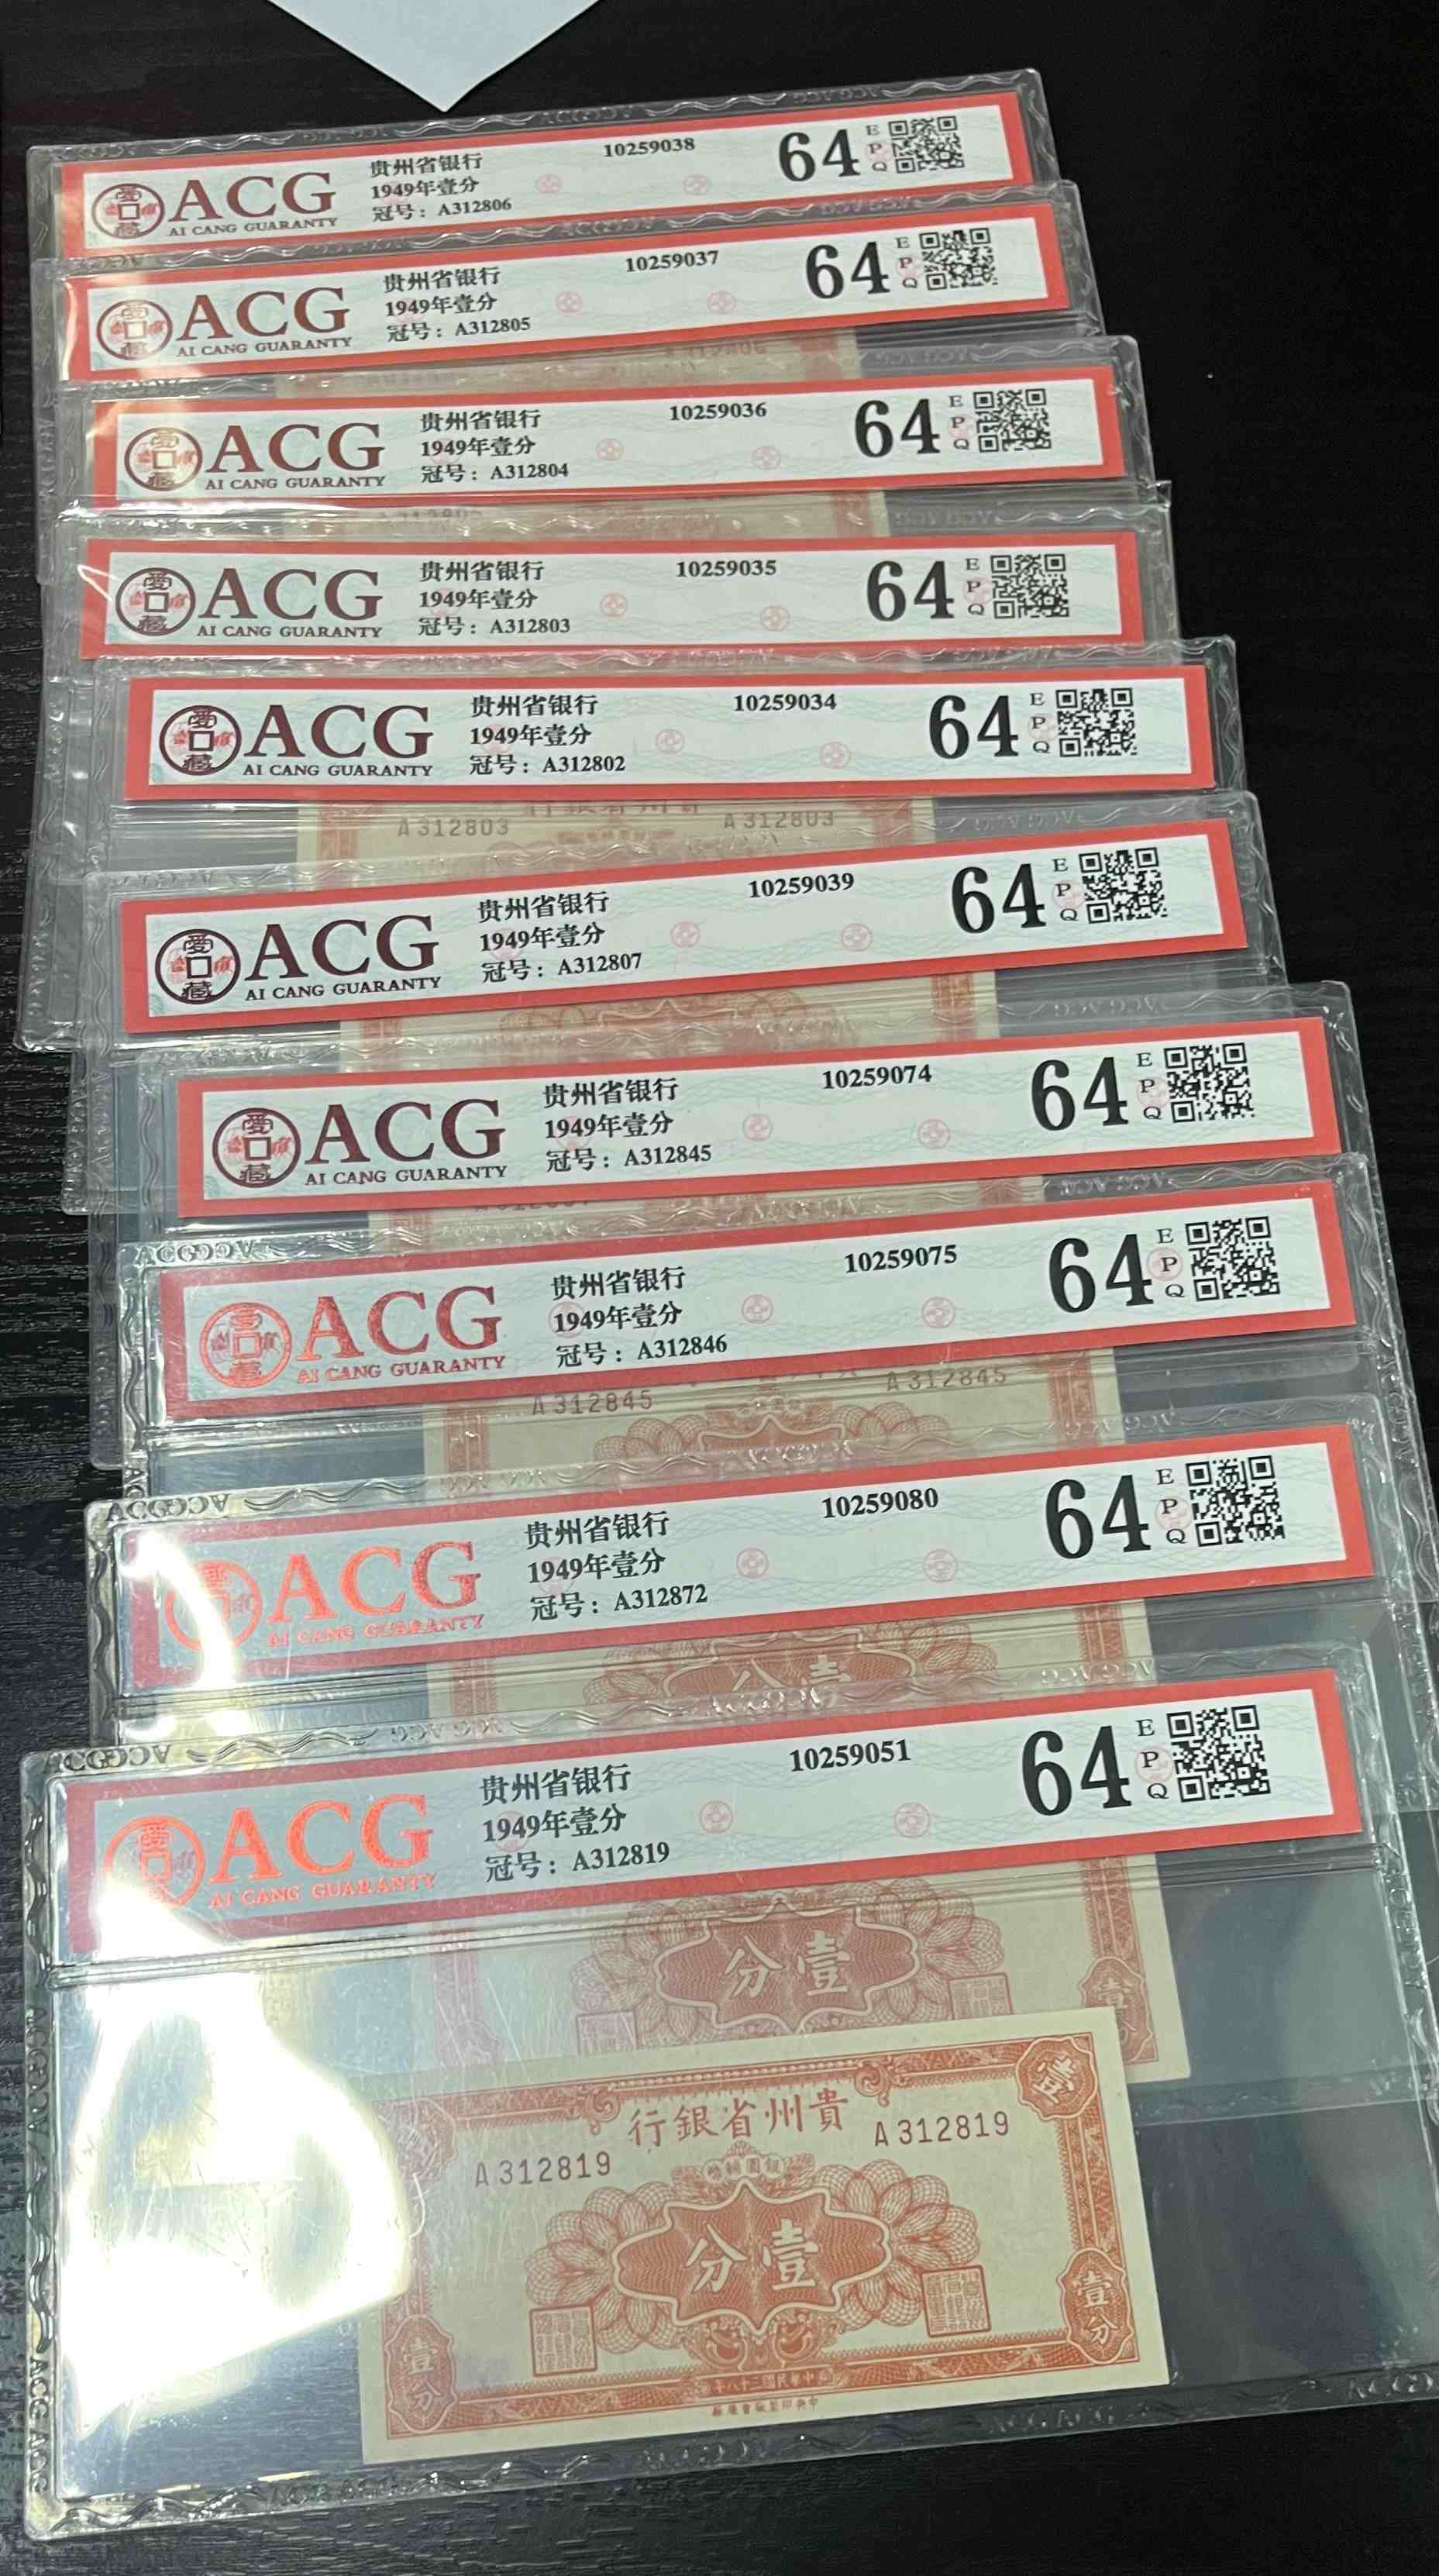 ACG
AI CANG GUARANTY
贵州省银行
1949年壹分
冠号：A312806
10259038
64
E
P
Q
ACG
AI CANG GUARANTY
贵州省银行
1949年壹分
冠号：A312805
10259037
64
E
P
Q
ACG
AI CANG GUARANTY
贵州省银行
1949年壹分
冠号：A312804
10259036
64
E
P
Q
ACG
AI CANG GUARANTY
贵州省银行
1949年壹分
冠号：A312803
10259035
64
E
P
Q
ACG
AI CANG GUARANTY
贵州省银行
1949年壹分
冠号：A312802
10259034
64
E
P
Q
A312803 A312803
ACG
AI CANG GUARANTY
贵州省银行
1949年壹分
冠号：A312807
10259039
64
E
P
Q
ACG
AI CANG GUARANTY
贵州省银行
1949年壹分
冠号：A312845
10259074
64
E
P
Q
ACG
AI CANG GUARANTY
贵州省银行
1949年壹分
冠号：A312846
10259075
64
E
P
Q
A312845 A312845
ACG
AI CANG GUARANTY
贵州省银行
1949年壹分
冠号：A312872
10259080
64
E
P
Q
分壹
ACG
AI CANG GUARANTY
贵州省银行
1949年壹分
冠号：A312819
10259051
64
E
P
Q
分壹
壹
行銀省州貴
A312819 A312819
分壹
壹分
壹分
年八十三國民華中